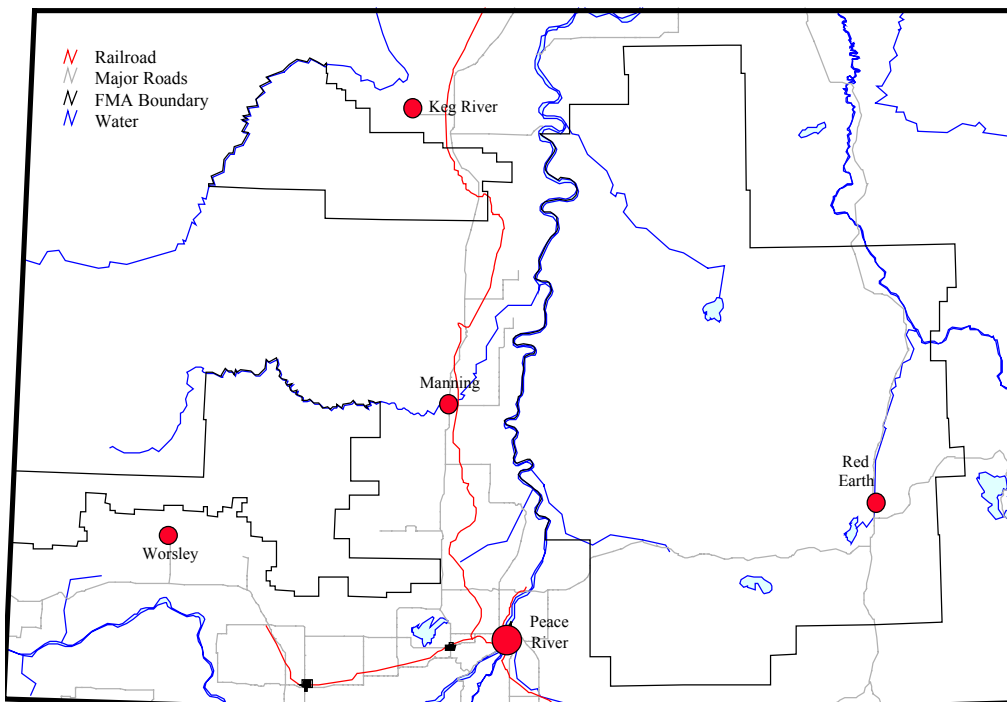 Railroad
Major Roads
FMA Boundary
Water
Keg River
Manning
Red
Earth
Worsley
Peace
River